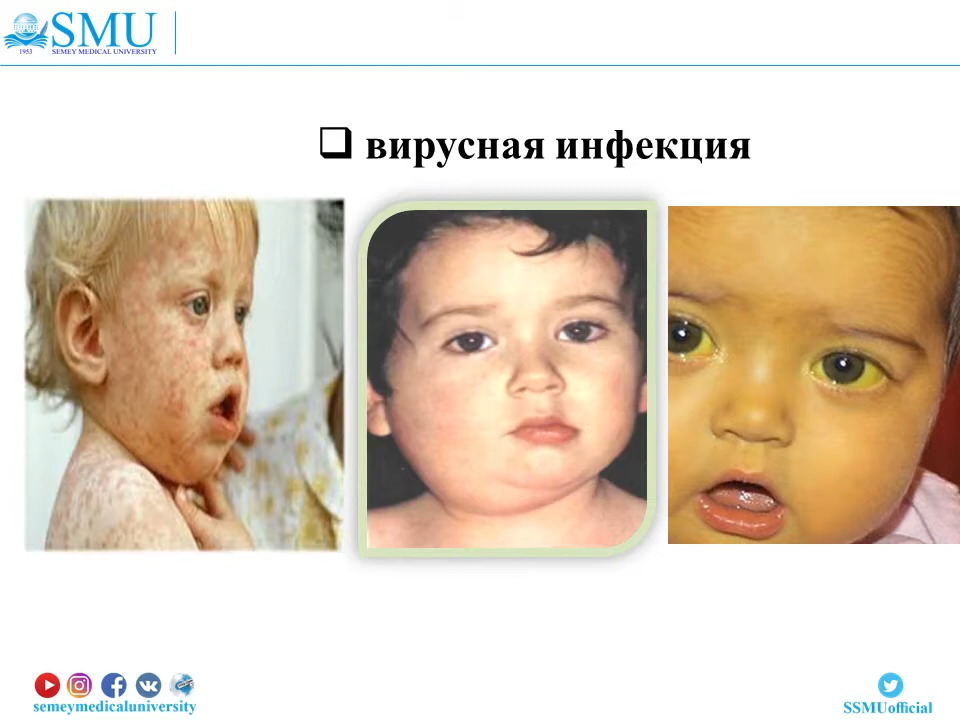 SMU
1953 SEMEY MEDICAL UNIVERSITY
вирусная инфекция
semeymedicaluniversity
SSMUofficial